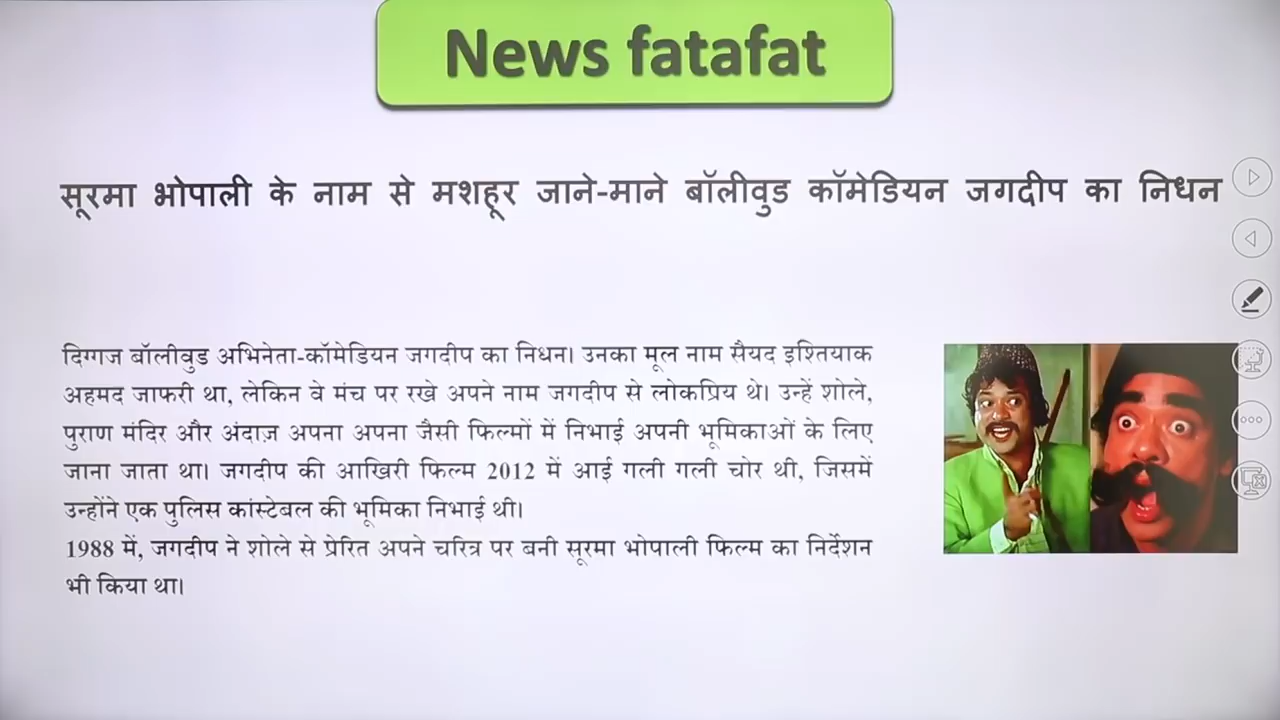 News fatafat
सूरमा भोपाली के नाम से मशहूर जाने-माने बॉलीवुड कॉमेडियन जगदीप का निधन
दिग्गज बॉलीवुड अभिनेता-कॉमेडियन जगदीप का निधन। उनका मूल नाम सैयद इश्तियाक
अहमद जाफरी था, लेकिन वे मंच पर रखे अपने नाम जगदीप से लोकप्रिय थे। उन्हें शोले,
पुराण मंदिर और अंदाज़ अपना अपना जैसी फिल्मों में निभाई अपनी भूमिकाओं के लिए
जाना जाता था। जगदीप की आखिरी फिल्म 2012 में आई गली गली चोर थी, जिसमें
उन्होंने एक पुलिस कांस्टेबल की भूमिका निभाई थी।
1988 में, जगदीप ने शोले से प्रेरित अपने चरित्र पर बनी सूरमा भोपाली फिल्म का निर्देशन
भी किया था।